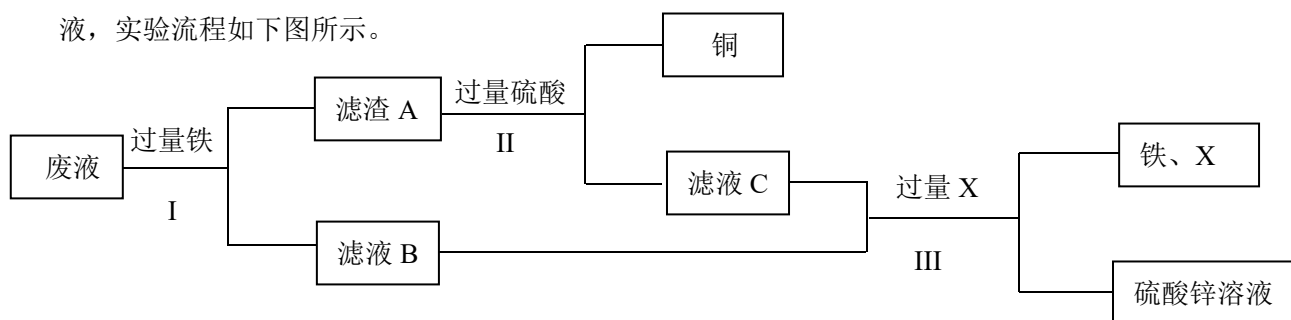 液，实验流程如下图所示。
铜
滤渣 A
过量硫酸
II
过量铁
废液
I
铁、X
滤液 C
过量 X
滤液 B
III
硫酸锌溶液